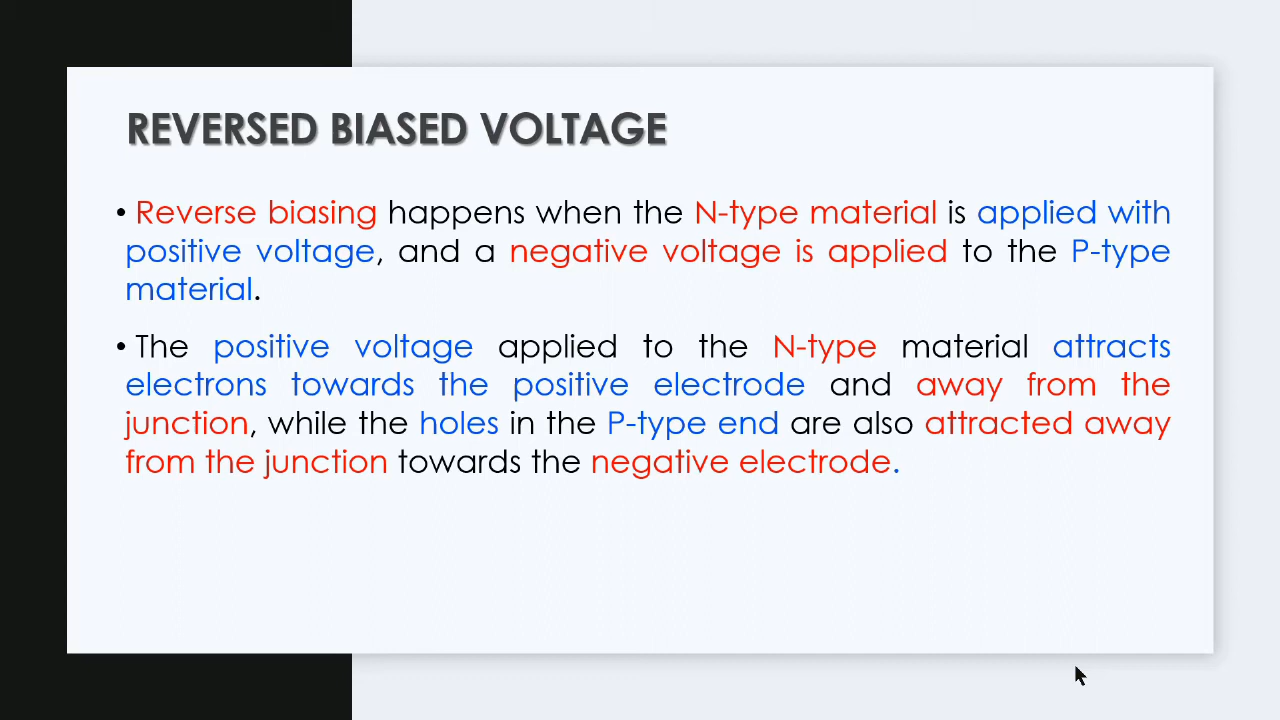 REVERSED BIASED VOLTAGE
• Reverse biasing happens when the N-type material is applied with
positive voltage, and a negative voltage is applied to the P-type
material.
• The positive voltage applied to the N-type material attracts
electrons towards the positive electrode and away from the
junction, while the holes in the P-type end are also attracted away
from the junction towards the negative electrode.